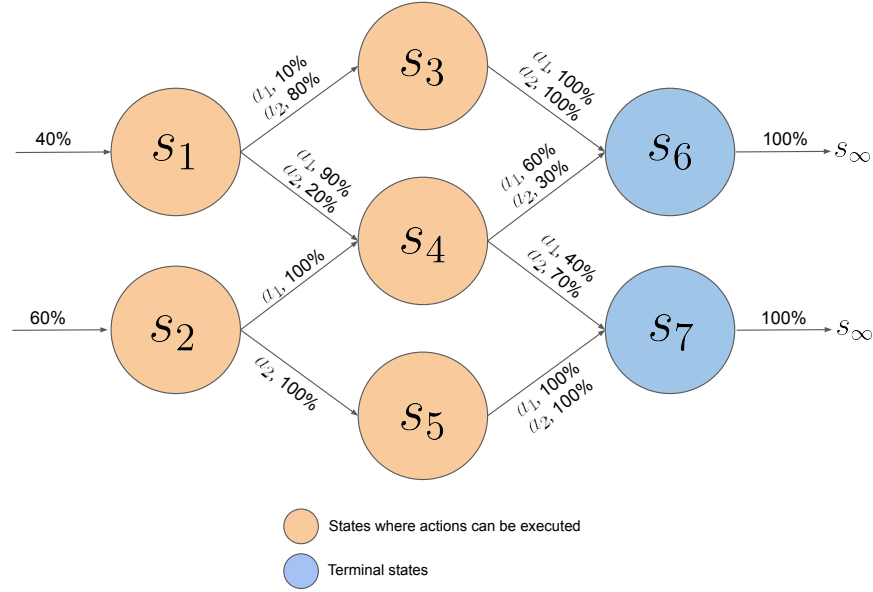 s₃
a₁, 10%
a₂, 80%
a₁, 100%
a₂, 100%
40%
s₁
s₆
100%
s∞
a₁, 90%
a₂, 20%
a₁, 60%
a₂, 30%
s₄
a₁, 100%
a₁, 40%
a₂, 70%
60%
s₂
s₇
100%
s∞
a₂, 100%
s₅
a₁, 100%
a₂, 100%
States where actions can be executed
Terminal states